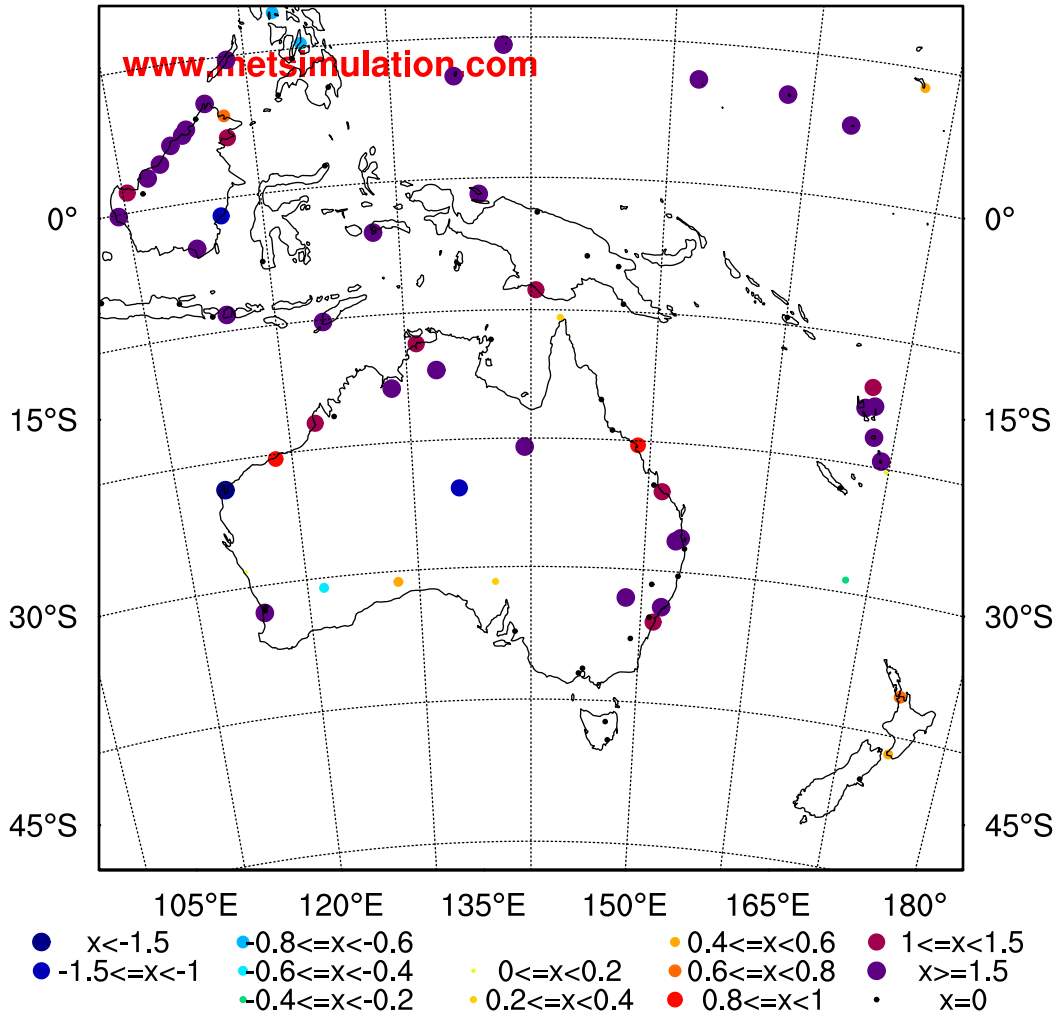 www.metsimulation.com
0° 0°
15°S 15°S
30°S 30°S
45°S 45°S
105°E 120°E 135°E 150°E 165°E 180°
x<-1.5 -0.8<=x<-0.6 0.4<=x<0.6 1<=x<1.5
-1.5<=x<-1 -0.6<=x<-0.4 0<=x<0.2 0.6<=x<0.8 x>=1.5
-0.4<=x<-0.2 0.2<=x<0.4 0.8<=x<1 x=0